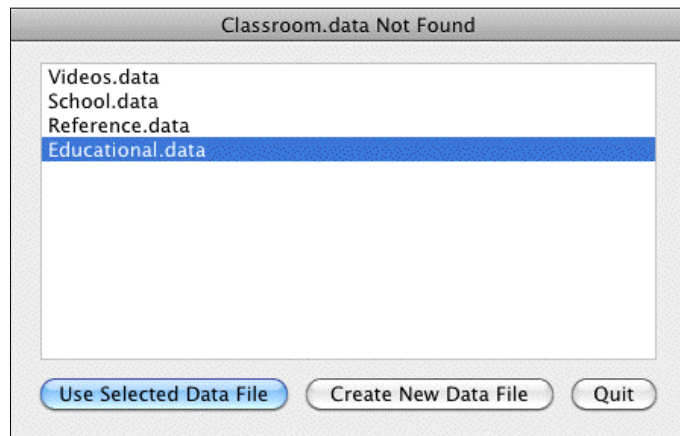 Classroom.data Not Found
Videos.data
School.data
Reference.data
Educational.data
Use Selected Data File Create New Data File Quit